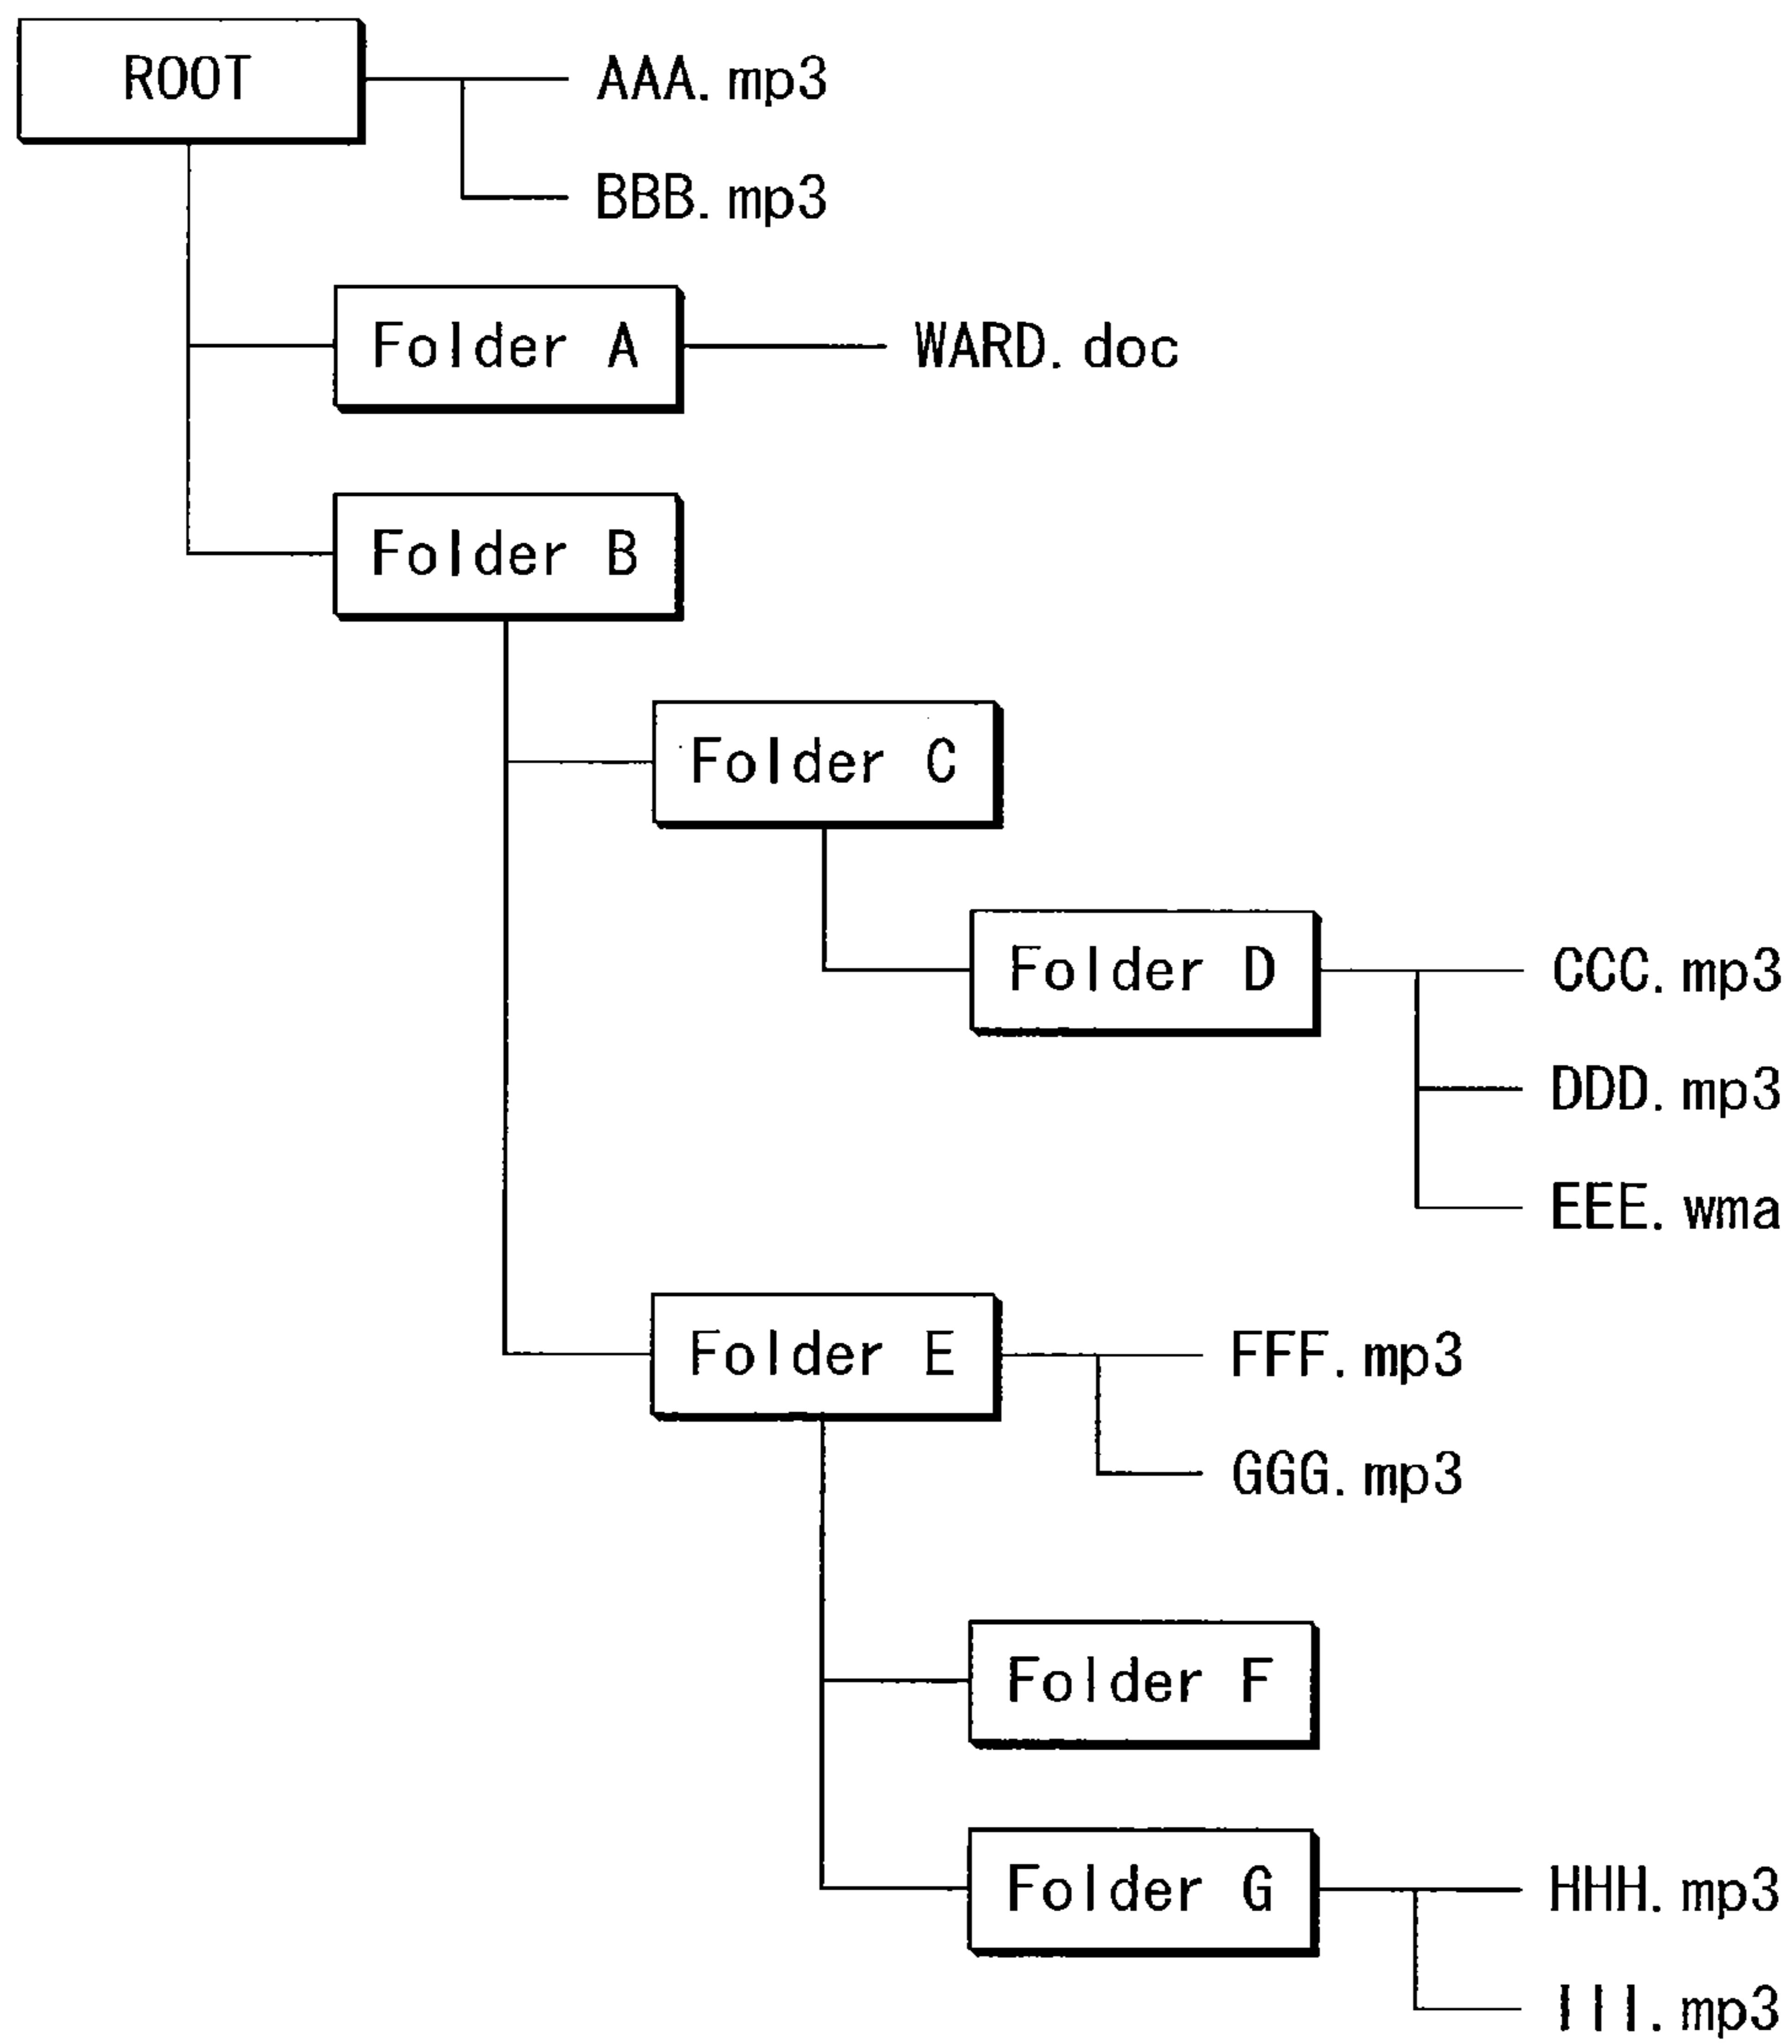 ROOT
AAA.mp3
BBB.mp3
Folder A
WARD.doc
Folder B
Folder C
Folder D
CCC.mp3
DDD.mp3
EEE.wma
Folder E
FFF.mp3
GGG.mp3
Folder F
Folder G
HHH.mp3
III.mp3